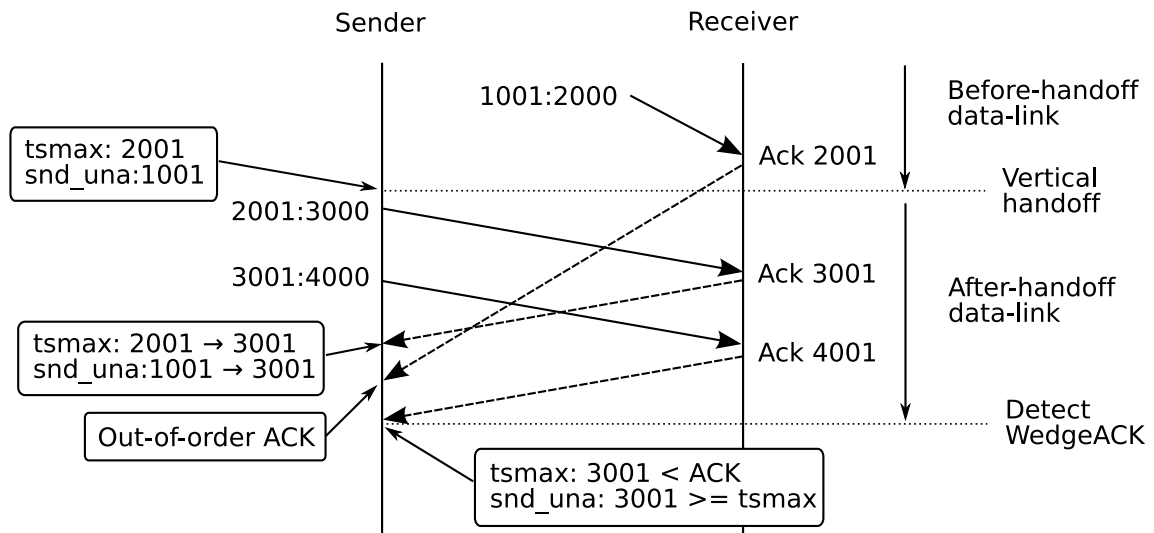 Sender
Receiver
1001:2000
Before-handoff
data-link
tsmax: 2001
snd_una:1001
Ack 2001
Vertical
handoff
2001:3000
3001:4000
Ack 3001
After-handoff
data-link
tsmax: 2001 → 3001
snd_una:1001 → 3001
Ack 4001
Out-of-order ACK
Detect
WedgeACK
tsmax: 3001 < ACK
snd_una: 3001 >= tsmax